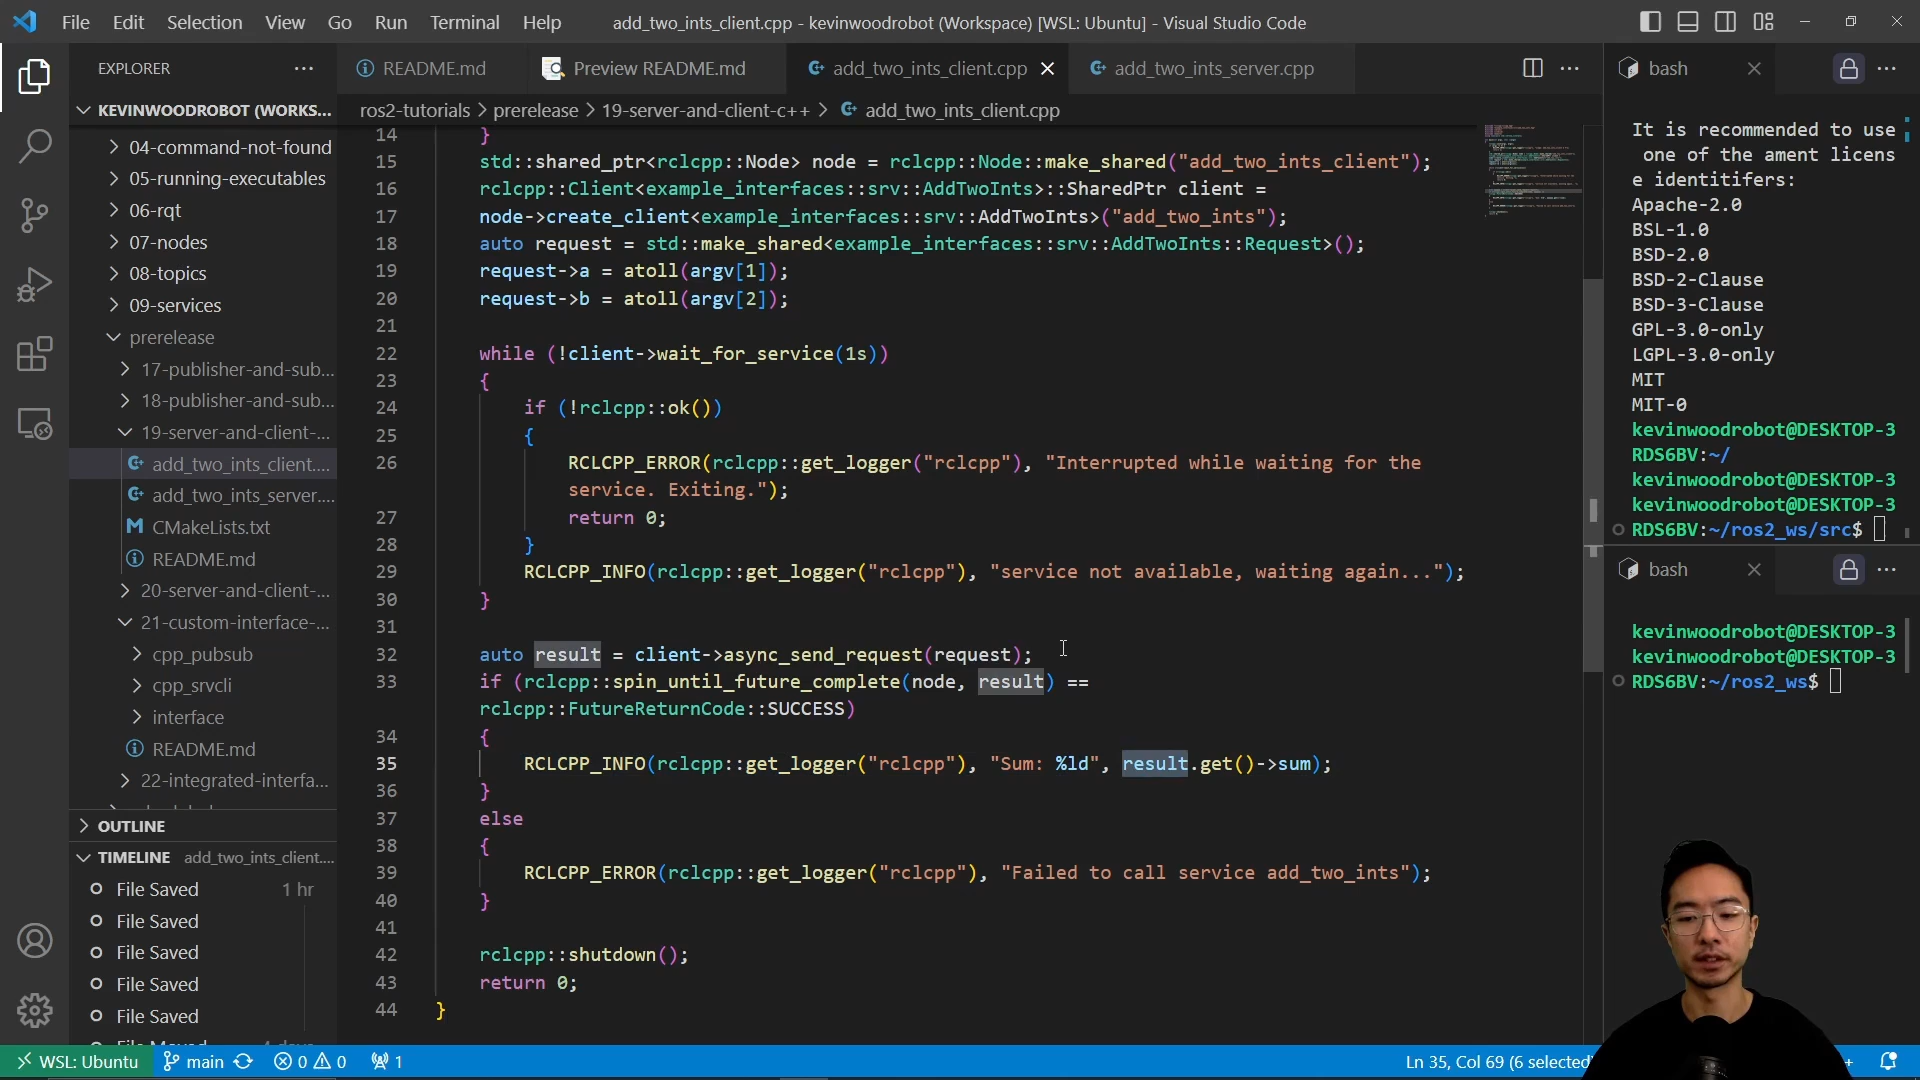 File Edit Selection View Go Run Terminal Help add_two_ints_client.cpp - kevinwoodrobot (Workspace) [WSL: Ubuntu] - Visual Studio Code
EXPLORER
KEVINWOODROBOT (WORKS...
04-command-not-found
05-running-executables
06-rqt
07-nodes
08-topics
09-services
prerelease
17-publisher-and-sub...
18-publisher-and-sub...
19-server-and-client-...
add_two_ints_client....
add_two_ints_server....
CMakeLists.txt
README.md
20-server-and-client-...
21-custom-interface-...
cpp_pubsub
cpp_srvcli
interface
README.md
22-integrated-interfa...
OUTLINE
TIMELINE add_two_ints_client....
File Saved 1 hr
File Saved
File Saved
File Saved
File Saved
README.md Preview README.md add_two_ints_client.cpp add_two_ints_server.cpp
ros2-tutorials > prerelease > 19-server-and-client-c++ > add_two_ints_client.cpp
14 }
15 std::shared_ptr<rclcpp::Node> node = rclcpp::Node::make_shared("add_two_ints_client");
16 rclcpp::Client<example_interfaces::srv::AddTwoInts>::SharedPtr client =
17 node->create_client<example_interfaces::srv::AddTwoInts>("add_two_ints");
18 auto request = std::make_shared<example_interfaces::srv::AddTwoInts::Request>();
19 request->a = atoll(argv[1]);
20 request->b = atoll(argv[2]);
21
22 while (!client->wait_for_service(1s))
23 {
24 if (!rclcpp::ok())
25 {
26 RCLCPP_ERROR(rclcpp::get_logger("rclcpp"), "Interrupted while waiting for the
service. Exiting.");
27 return 0;
28 }
29 RCLCPP_INFO(rclcpp::get_logger("rclcpp"), "service not available, waiting again...");
30 }
31
32 auto result = client->async_send_request(request);
33 if (rclcpp::spin_until_future_complete(node, result) ==
rclcpp::FutureReturnCode::SUCCESS)
34 {
35 RCLCPP_INFO(rclcpp::get_logger("rclcpp"), "Sum: %ld", result.get()->sum);
36 }
37 else
38 {
39 RCLCPP_ERROR(rclcpp::get_logger("rclcpp"), "Failed to call service add_two_ints");
40 }
41
42 rclcpp::shutdown();
43 return 0;
44 }
bash
It is recommended to use
one of the ament licens
e identitifers:
Apache-2.0
BSL-1.0
BSD-2.0
BSD-2-Clause
BSD-3-Clause
GPL-3.0-only
LGPL-3.0-only
MIT
MIT-0
kevinwoodrobot@DESKTOP-3
RDS6BV:~/
kevinwoodrobot@DESKTOP-3
kevinwoodrobot@DESKTOP-3
RDS6BV:~/ros2_ws/src$
bash
kevinwoodrobot@DESKTOP-3
kevinwoodrobot@DESKTOP-3
RDS6BV:~/ros2_ws$
WSL: Ubuntu main 0 0 1 Ln 35, Col 69 (6 selected)